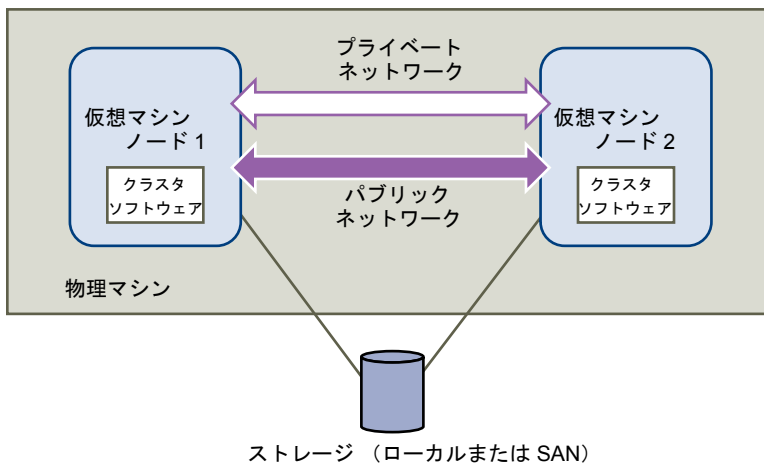 プライベート
ネットワーク
仮想マシン
ノード 1
クラスタ
ソフトウェア
仮想マシン
ノード 2
クラスタ
ソフトウェア
パブリック
ネットワーク
物理マシン
ストレージ （ローカルまたは SAN）